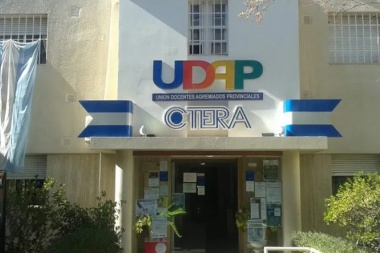 UDAP
UNION DOCENTES AGREMIADOS PROVINCIALES
CTERA